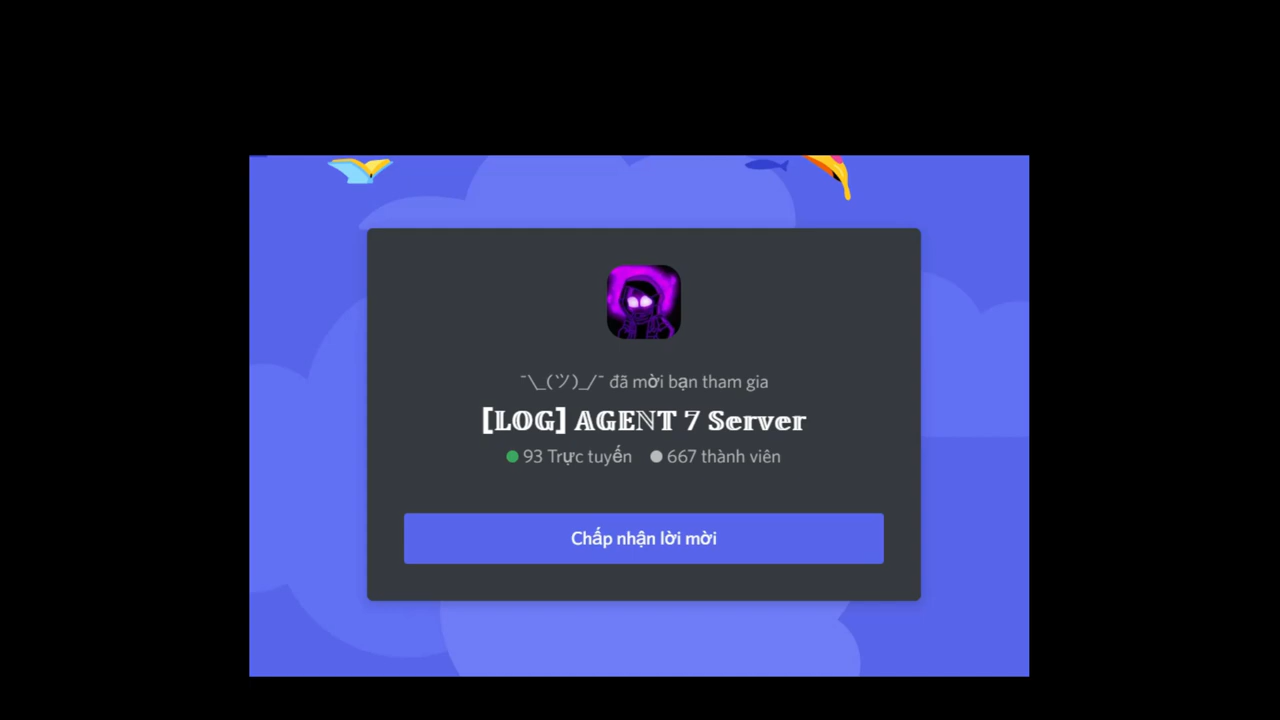 ¯\_(ツ)_/¯ đã mời bạn tham gia
[LOG] AGENT 7 Server
93 Trực tuyến 667 thành viên
Chấp nhận lời mời